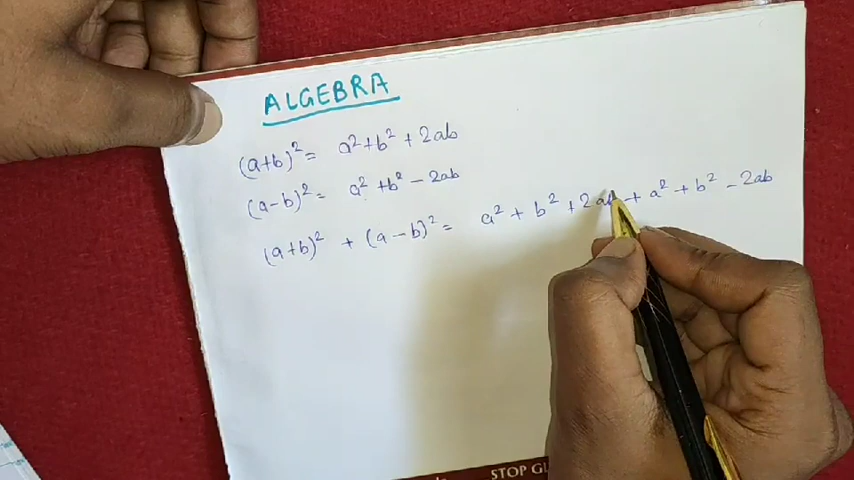 ALGEBRA
(a+b)² = a²+b²+2ab
(a-b)² = a²+b²-2ab
(a+b)² + (a-b)² = a² + b² +2ab + a² + b² - 2ab
STOP